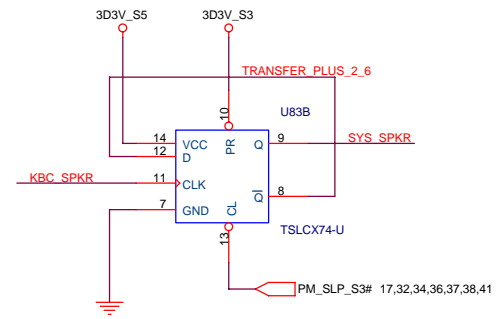 3D3V_S5 3D3V_S3
TRANSFER_PLUS_2_6
10
U83B
14 VCC PR Q 9 SYS_SPKR
12 D
KBC_SPKR 11 CLK
Q 8
7 GND CL
TSLCX74-U
13
PM_SLP_S3# 17,32,34,36,37,38,41